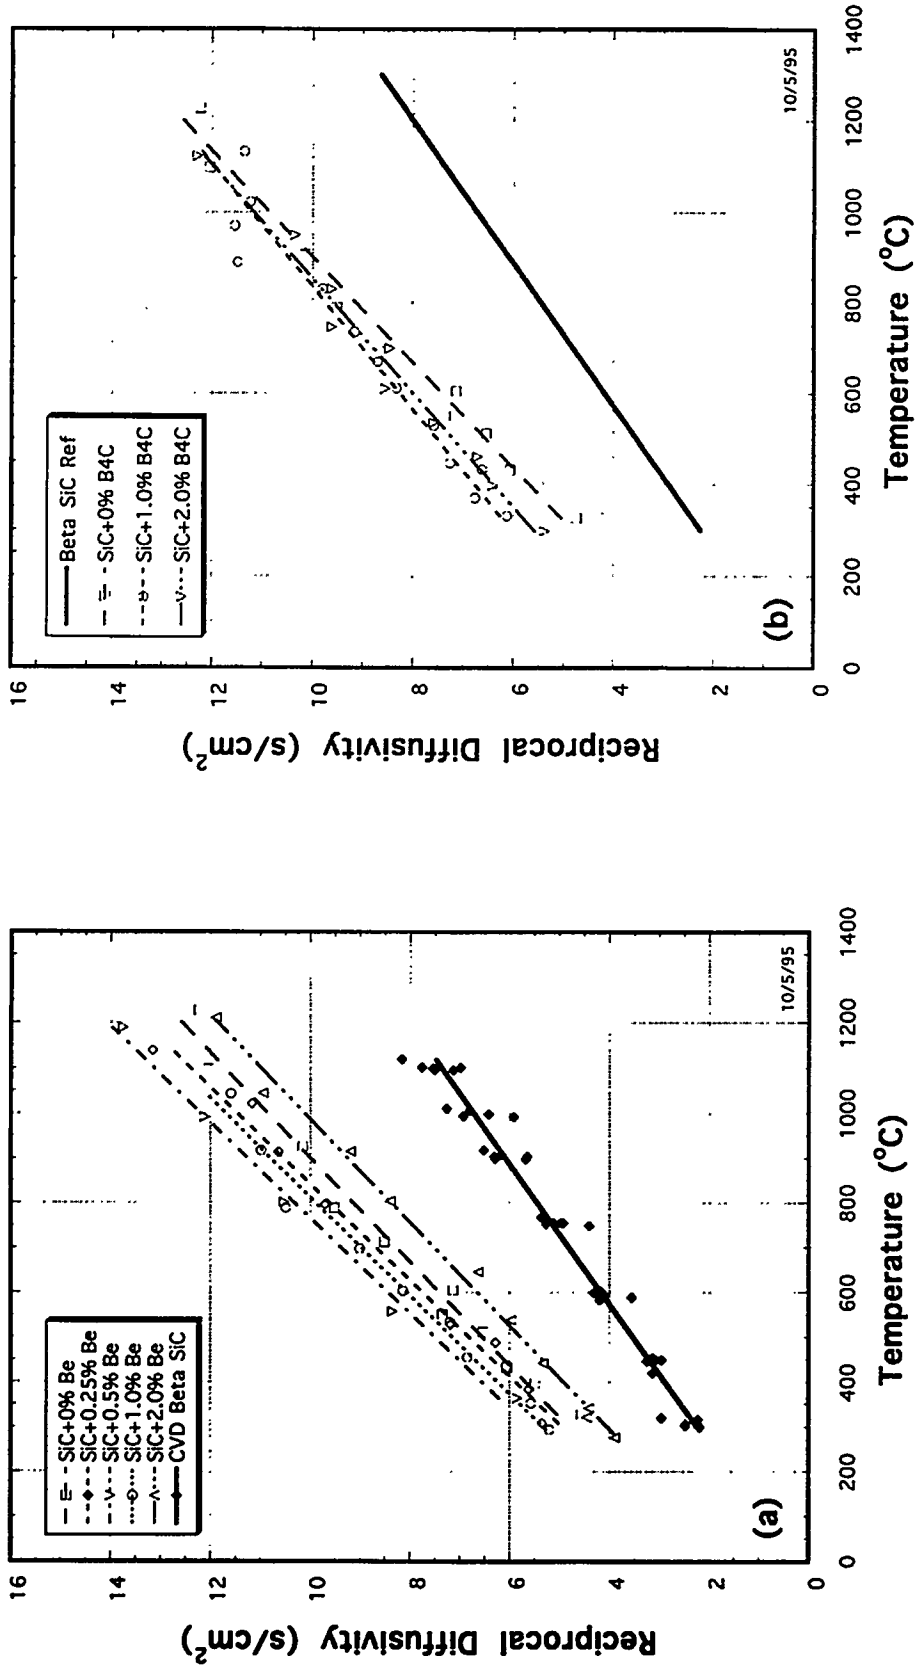 16
14
12
10
8
6
4
2
0
Reciprocal Diffusivity (s/cm²)
SiC+0% Be
SiC+0.25% Be
SiC+0.5% Be
SiC+1.0% Be
SiC+2.0% Be
CVD Beta SiC
(a)
10/5/95
0
200
400
600
800
1000
1200
1400
Temperature (°C)
16
14
12
10
8
6
4
2
0
Reciprocal Diffusivity (s/cm²)
Beta SiC Ref
SiC+0% B4C
SiC+1.0% B4C
SiC+2.0% B4C
(b)
10/5/95
0
200
400
600
800
1000
1200
1400
Temperature (°C)